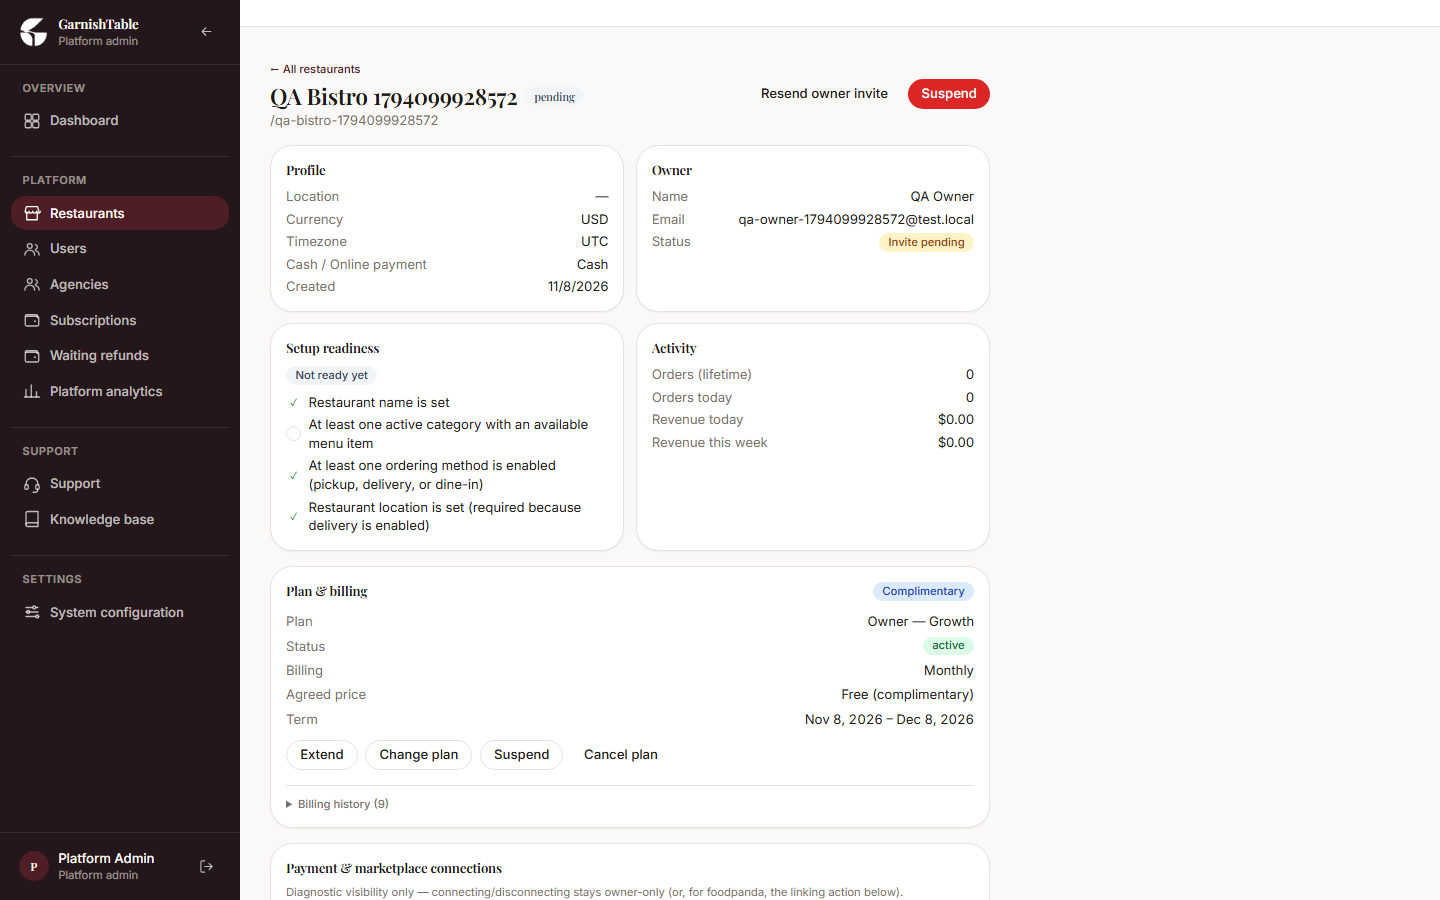 GarnishTable
Platform admin
←
OVERVIEW
Dashboard
PLATFORM
Restaurants
Users
Agencies
Subscriptions
Waiting refunds
Platform analytics
SUPPORT
Support
Knowledge base
SETTINGS
System configuration
P
Platform Admin
Platform admin
← All restaurants
QA Bistro 1794099928572 pending
/qa-bistro-1794099928572
Resend owner invite
Suspend
Profile
Location —
Currency USD
Timezone UTC
Cash / Online payment Cash
Created 11/8/2026
Owner
Name QA Owner
Email qa-owner-1794099928572@test.local
Status Invite pending
Setup readiness
Not ready yet
✓ Restaurant name is set
At least one active category with an available
menu item
✓ At least one ordering method is enabled
(pickup, delivery, or dine-in)
✓ Restaurant location is set (required because
delivery is enabled)
Activity
Orders (lifetime) 0
Orders today 0
Revenue today $0.00
Revenue this week $0.00
Plan & billing Complimentary
Plan Owner — Growth
Status active
Billing Monthly
Agreed price Free (complimentary)
Term Nov 8, 2026 – Dec 8, 2026
Extend Change plan Suspend Cancel plan
▶ Billing history (9)
Payment & marketplace connections
Diagnostic visibility only — connecting/disconnecting stays owner-only (or, for foodpanda, the linking action below).